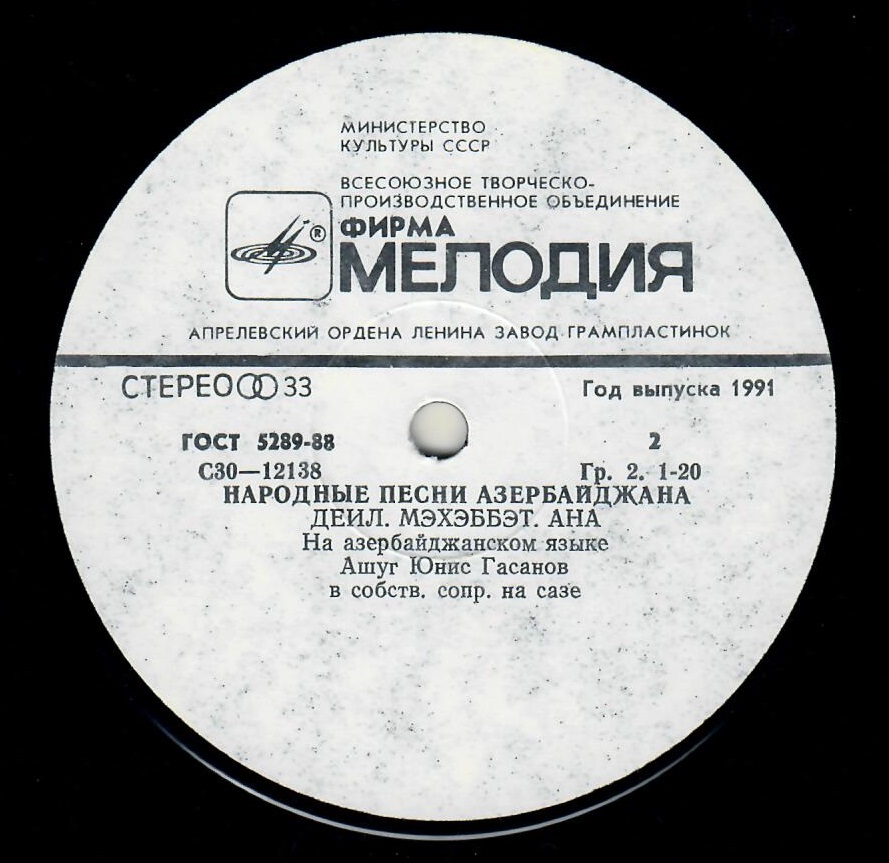 МИНИСТЕРСТВО
КУЛЬТУРЫ СССР
ВСЕСОЮЗНОЕ ТВОРЧЕСКО-
ПРОИЗВОДСТВЕННОЕ ОБЪЕДИНЕНИЕ
ФИРМА
®
МЕЛОДИЯ
АПРЕЛЕВСКИЙ ОРДЕНА ЛЕНИНА ЗАВОД ГРАМПЛАСТИНОК
СТЕРЕО 33 Год выпуска 1991
ГОСТ 5289-88 2
С30—12138 Гр. 2. 1-20
НАРОДНЫЕ ПЕСНИ АЗЕРБАЙДЖАНА
ДЕИЛ. МЭХЭББЭТ. АНА
На азербайджанском языке
Ашуг Юнис Гасанов
в собств. сопр. на сазе